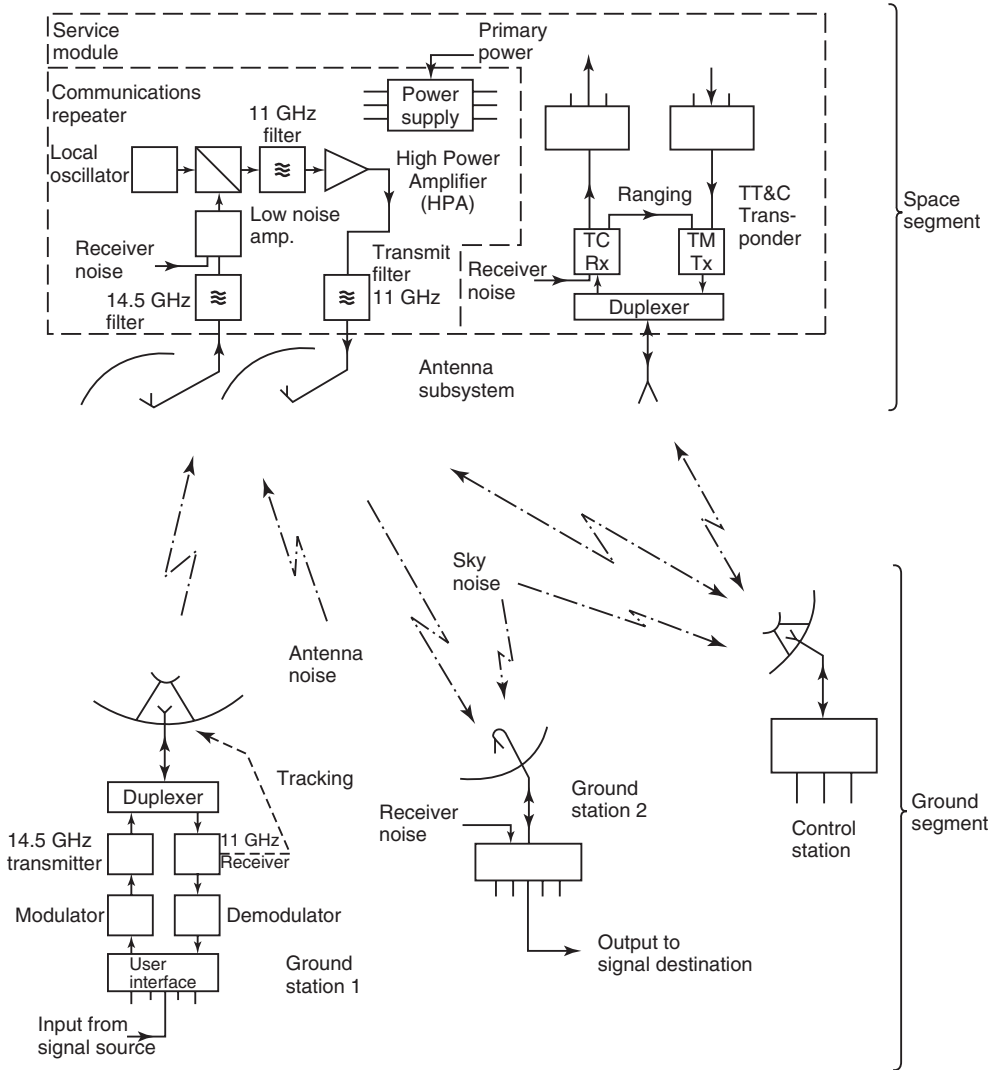 Service
module
Primary
power
Communications
repeater
11 GHz
filter
Power
supply
Local
oscillator
High Power
Amplifier
(HPA)
Low noise
amp.
Receiver
noise
Transmit
filter
11 GHz
14.5 GHz
filter
Ranging
TT&C
Trans-
ponder
TC
Rx
TM
Tx
Receiver
noise
Duplexer
Space
segment
Antenna
subsystem
Sky
noise
Antenna
noise
Tracking
Duplexer
14.5 GHz
transmitter
11 GHz
Receiver
Modulator
Demodulator
User
interface
Ground
station 1
Input from
signal source
Receiver
noise
Ground
station 2
Output to
signal destination
Control
station
Ground
segment